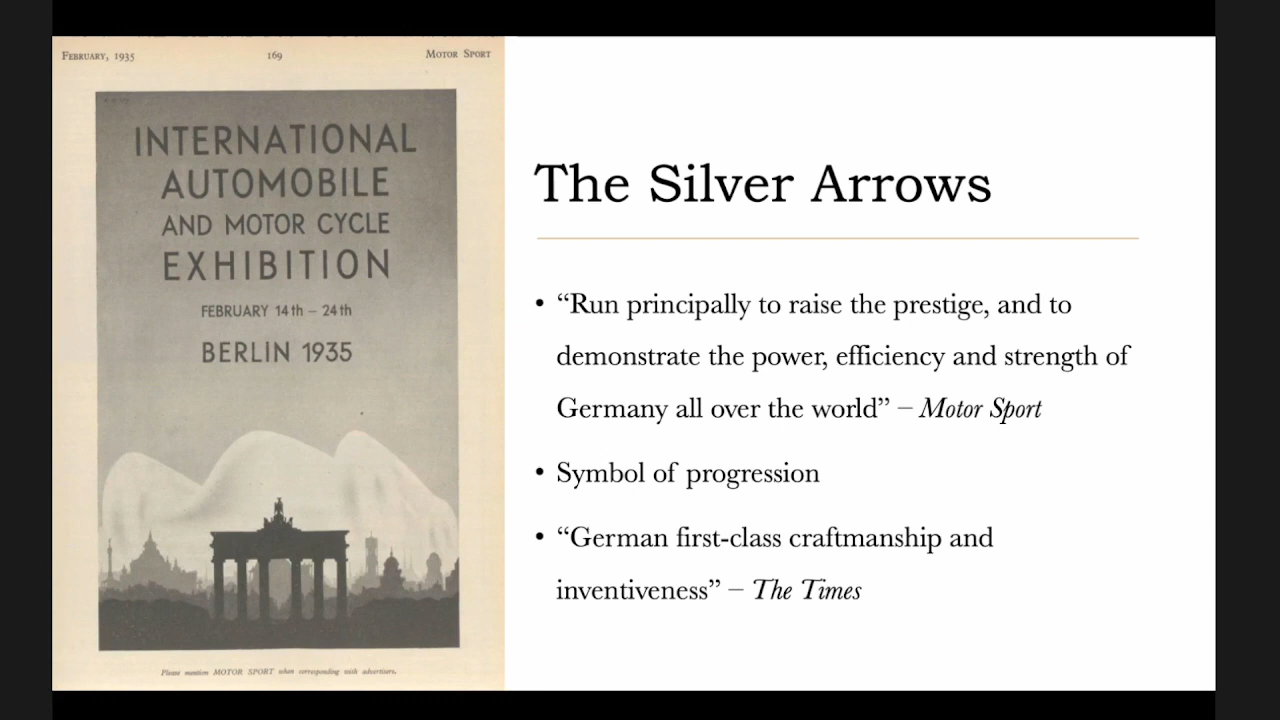 FEBRUARY, 1935 169 MOTOR SPORT
INTERNATIONAL
AUTOMOBILE
AND MOTOR CYCLE
EXHIBITION
FEBRUARY 14th – 24th
BERLIN 1935
Please mention MOTOR SPORT when corresponding with advertisers.
The Silver Arrows
• “Run principally to raise the prestige, and to
demonstrate the power, efficiency and strength of
Germany all over the world” – Motor Sport
• Symbol of progression
• “German first-class craftmanship and
inventiveness” – The Times